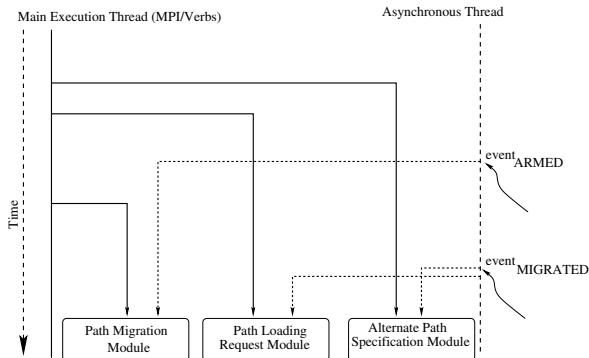 Main Execution Thread (MPI/Verbs)
Asynchronous Thread
event ARMED
Time
event MIGRATED
Path Migration
Module
Path Loading
Request Module
Alternate Path
Specification Module